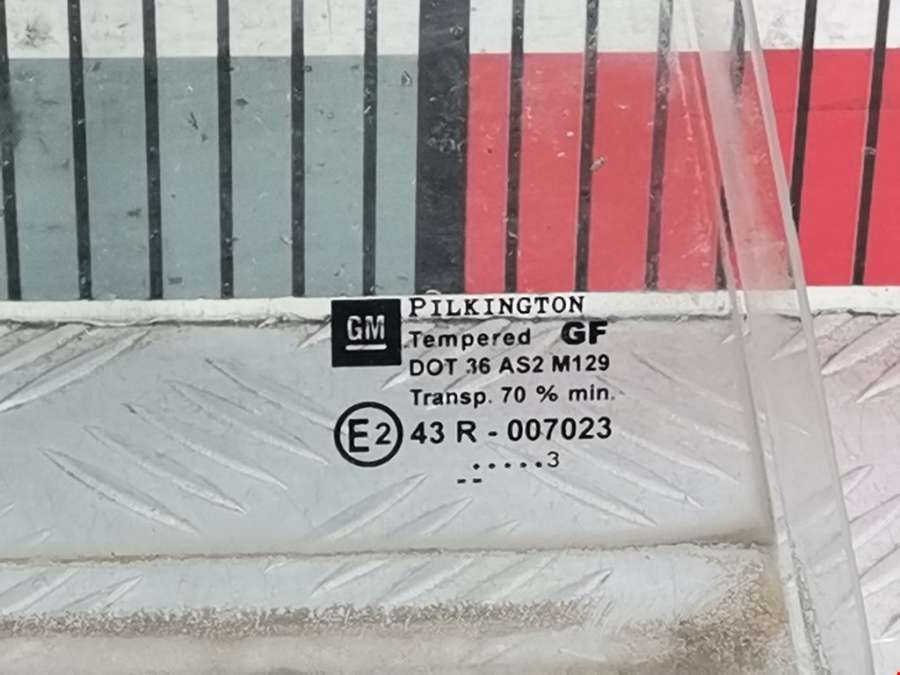 GM
PILKINGTON
Tempered GF
DOT 36 AS2 M129
Transp. 70 % min.
E2 43 R - 007023
.....3
--